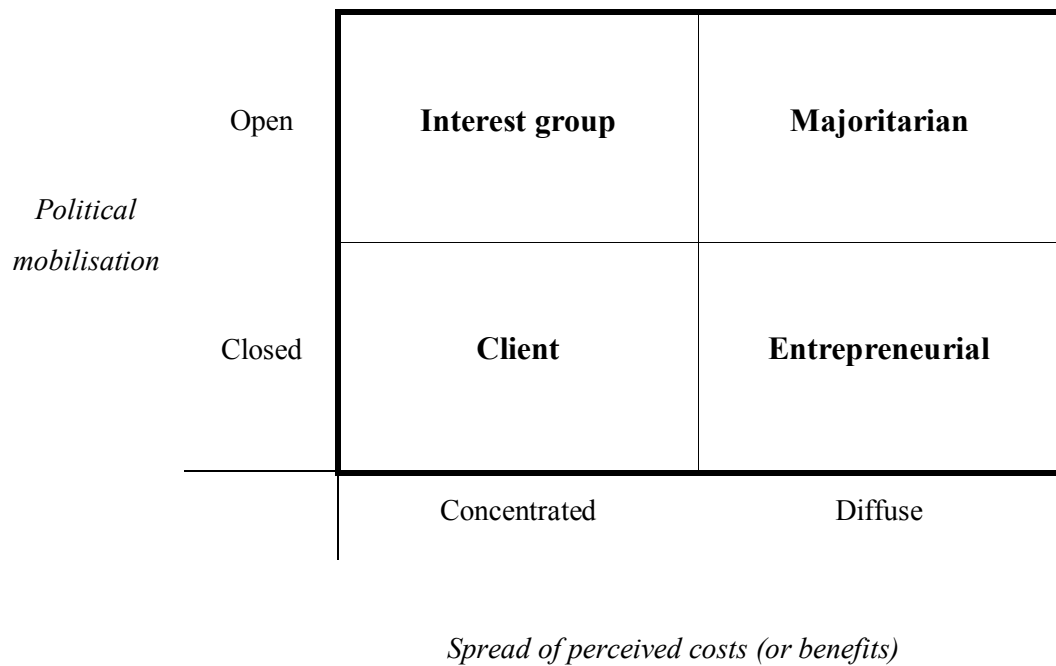 Open
Interest group
Majoritarian
Political
mobilisation
Closed
Client
Entrepreneurial
Concentrated
Diffuse
Spread of perceived costs (or benefits)